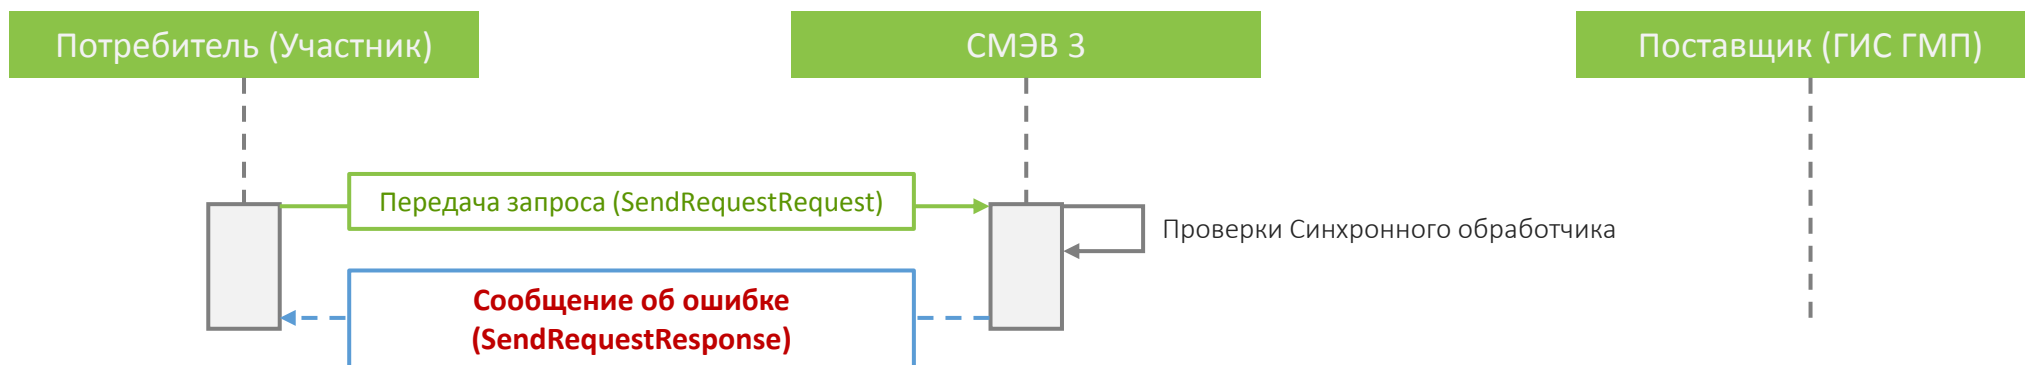 Потребитель (Участник)
СМЭВ 3
Поставщик (ГИС ГМП)
Передача запроса (SendRequestRequest)
Проверки Синхронного обработчика
Сообщение об ошибке
(SendRequestResponse)